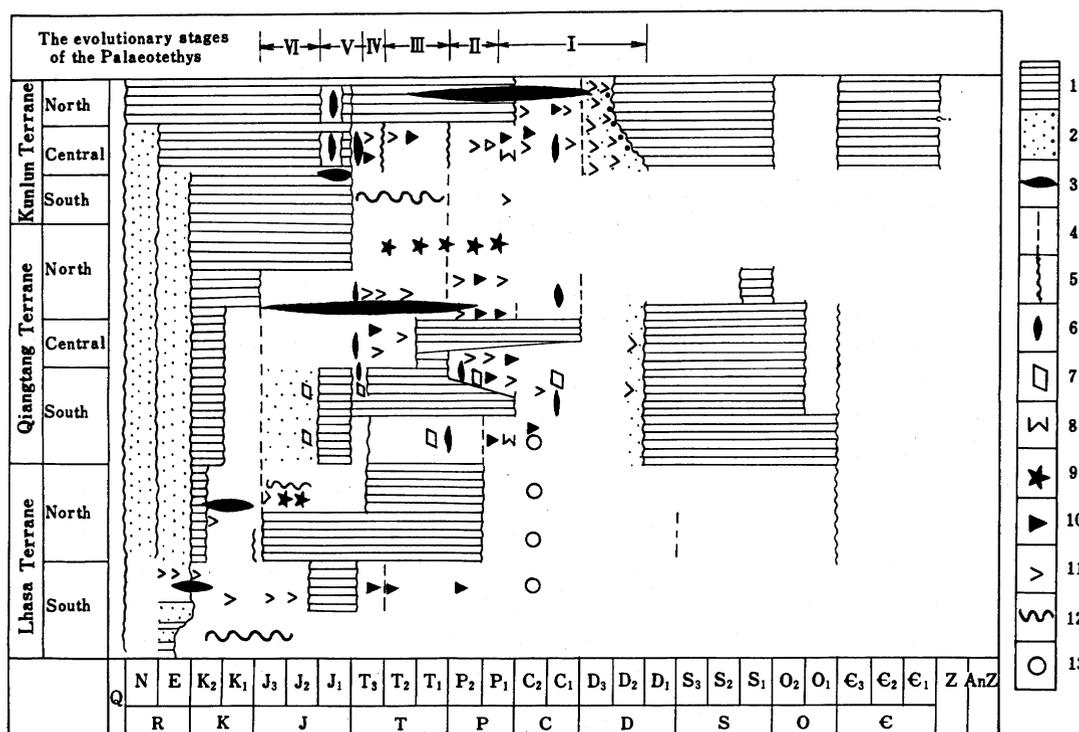 The evolutionary stages
of the Palaeotethys
VI V IV III II I
Kunlun Terrane
North
Central
South
Qiangtang Terrane
North
Central
South
Lhasa Terrane
North
South
Q N E K₂ K₁ J₃ J₂ J₁ T₃ T₂ T₁ P₂ P₁ C₂ C₁ D₃ D₂ D₁ S₃ S₂ S₁ O₂ O₁ Є₃ Є₂ Є₁ Z AnZ
R K J T P C D S O Є
1
2
3
4
5
6
7
8
9
10
11
12
13